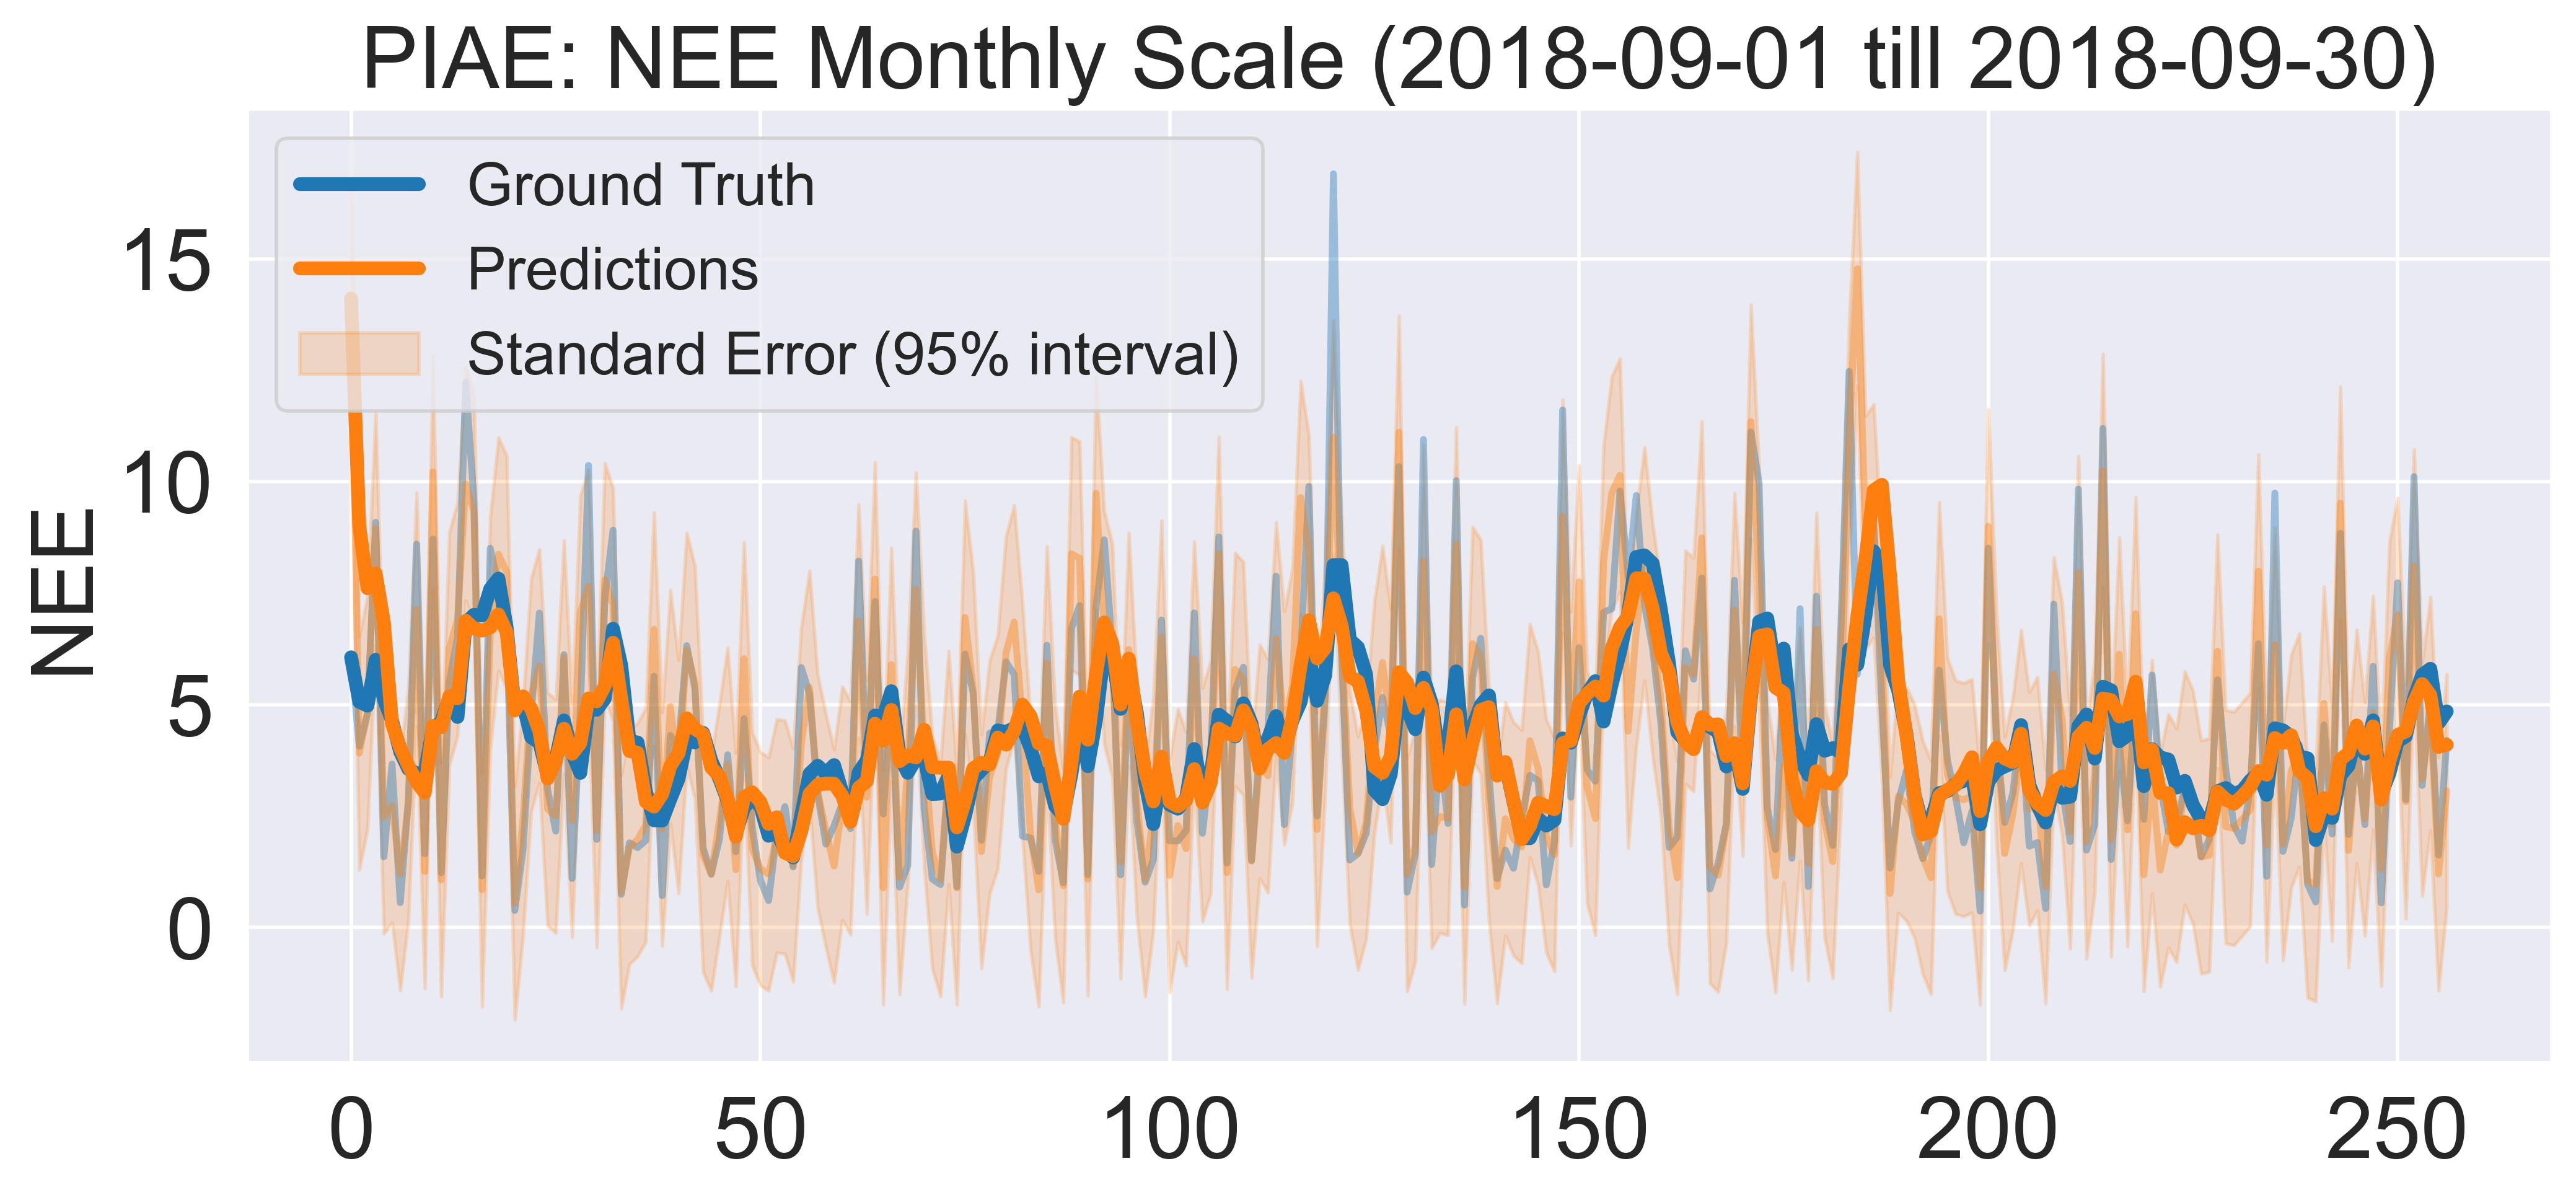 PIAE: NEE Monthly Scale (2018-09-01 till 2018-09-30)
Ground Truth
Predictions
Standard Error (95% interval)
NEE
15
10
5
0
0 50 100 150 200 250